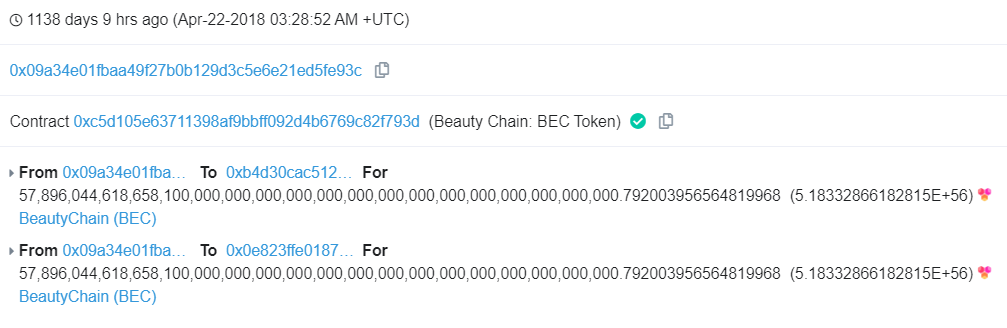 1138 days 9 hrs ago (Apr-22-2018 03:28:52 AM +UTC)
0x09a34e01fbaa49f27b0b129d3c5e6e21ed5fe93c
Contract 0xc5d105e63711398af9bbff092d4b6769c82f793d (Beauty Chain: BEC Token)
From 0x09a34e01fba... To 0xb4d30cac512... For
57,896,044,618,658,100,000,000,000,000,000,000,000,000,000,000,000,000,000,000.792003956564819968 (5.18332866182815E+56)
BeautyChain (BEC)
From 0x09a34e01fba... To 0x0e823ffe0187... For
57,896,044,618,658,100,000,000,000,000,000,000,000,000,000,000,000,000,000,000.792003956564819968 (5.18332866182815E+56)
BeautyChain (BEC)